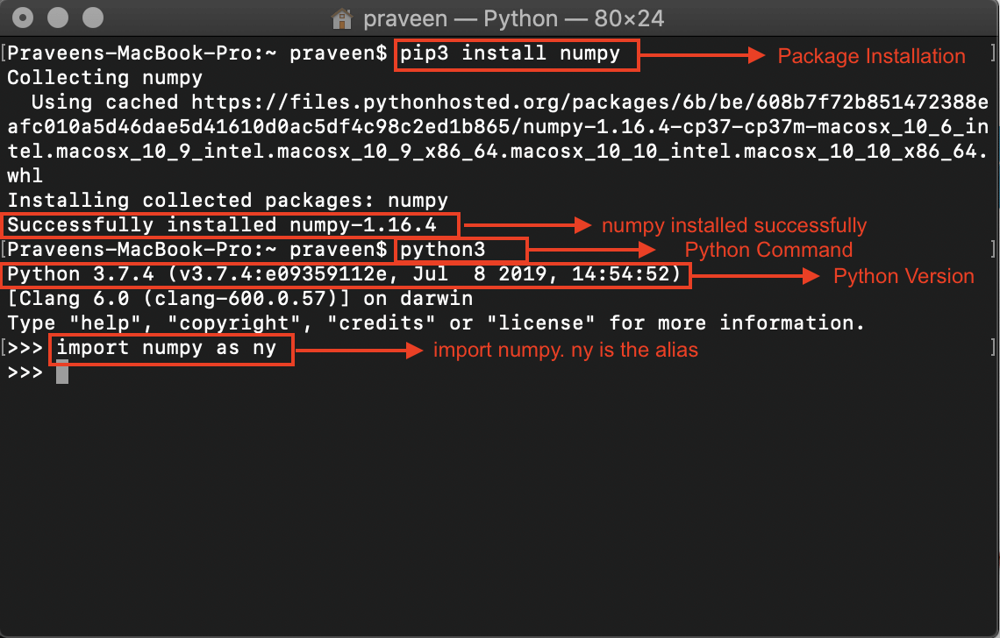 praveen — Python — 80×24
[Praveens-MacBook-Pro:~ praveen$ pip3 install numpy ]
Package Installation
Collecting numpy
  Using cached https://files.pythonhosted.org/packages/6b/be/608b7f72b851472388e
afc010a5d46dae5d41610d0ac5df4c98c2ed1b865/numpy-1.16.4-cp37-cp37m-macosx_10_6_in
tel.macosx_10_9_intel.macosx_10_9_x86_64.macosx_10_10_intel.macosx_10_10_x86_64.
whl
Installing collected packages: numpy
Successfully installed numpy-1.16.4
numpy installed successfully
[Praveens-MacBook-Pro:~ praveen$ python3 ]
Python Command
Python 3.7.4 (v3.7.4:e09359112e, Jul  8 2019, 14:54:52)
Python Version
[Clang 6.0 (clang-600.0.57)] on darwin
Type "help", "copyright", "credits" or "license" for more information.
[>>> import numpy as ny ]
import numpy. ny is the alias
>>>